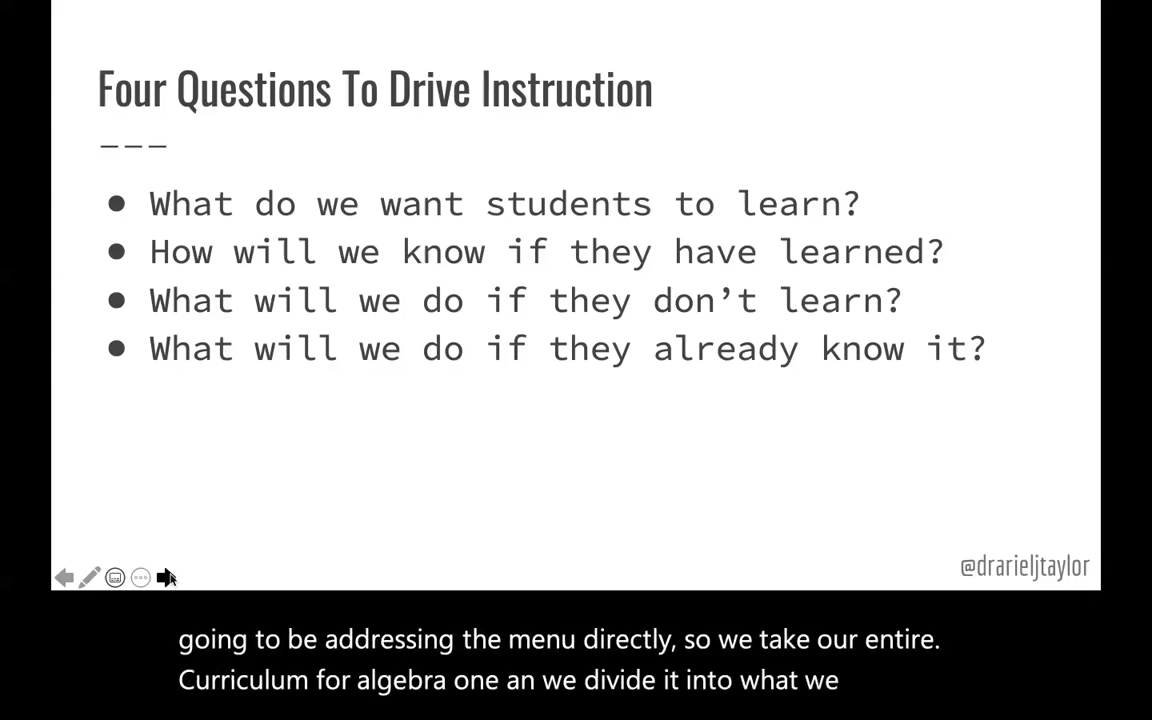 Four Questions To Drive Instruction
● What do we want students to learn?
● How will we know if they have learned?
● What will we do if they don’t learn?
● What will we do if they already know it?
@drarieljtaylor
going to be addressing the menu directly, so we take our entire.
Curriculum for algebra one an we divide it into what we